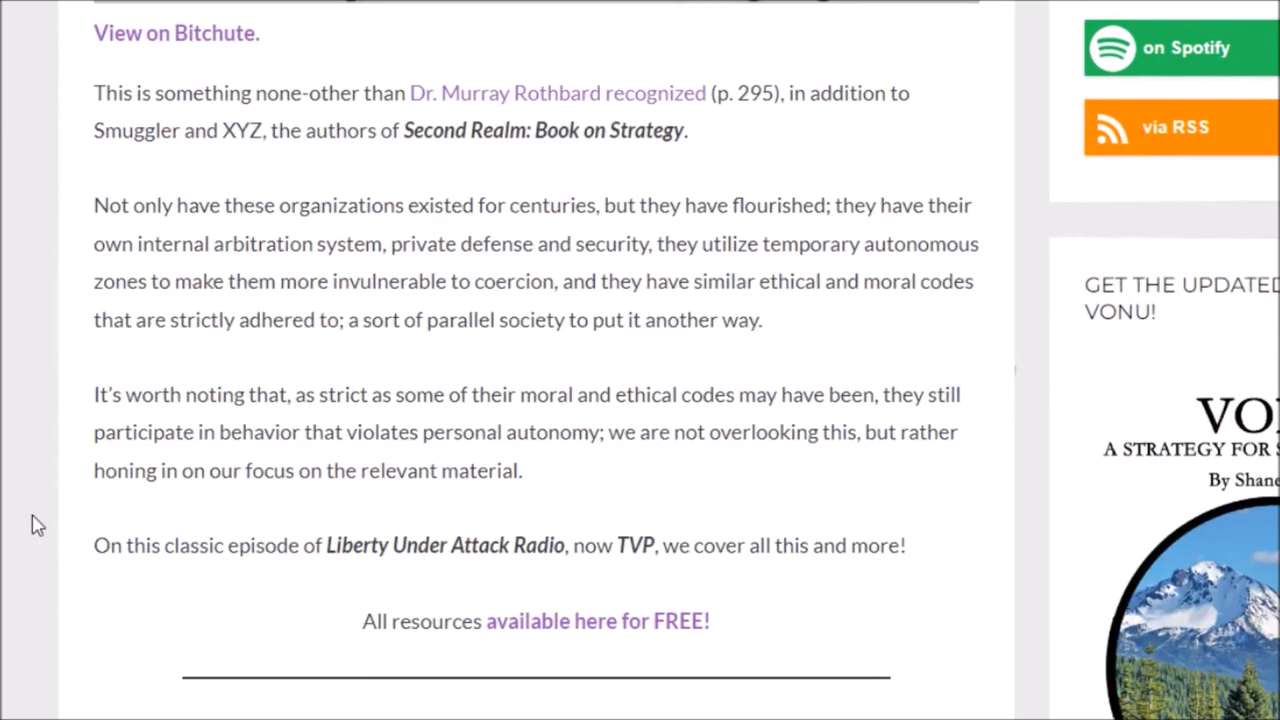 View on Bitchute.
This is something none-other than Dr. Murray Rothbard recognized (p. 295), in addition to
Smuggler and XYZ, the authors of Second Realm: Book on Strategy.
Not only have these organizations existed for centuries, but they have flourished; they have their
own internal arbitration system, private defense and security, they utilize temporary autonomous
zones to make them more invulnerable to coercion, and they have similar ethical and moral codes
that are strictly adhered to; a sort of parallel society to put it another way.
It's worth noting that, as strict as some of their moral and ethical codes may have been, they still
participate in behavior that violates personal autonomy; we are not overlooking this, but rather
honing in on our focus on the relevant material.
On this classic episode of Liberty Under Attack Radio, now TVP, we cover all this and more!
All resources available here for FREE!
on Spotify
via RSS
GET THE UPDATED
VONU!
VO
A STRATEGY FOR
By Shane